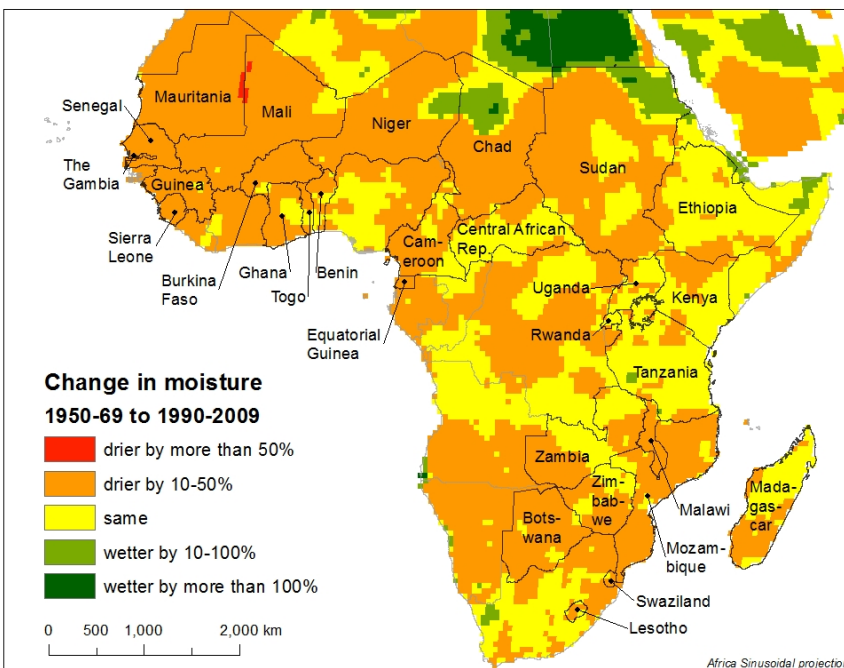 Senegal
Mauritania
Mali
Niger
Chad
Sudan
The
Gambia
Guinea
Ethiopia
Sierra
Leone
Burkina
Faso
Ghana
Togo
Benin
Cam-
eroon
Central African
Rep.
Equatorial
Guinea
Uganda
Kenya
Rwanda
Tanzania
Zambia
Zim-
bab-
we
Bots-
wana
Malawi
Mozam-
bique
Mada-
gas-
car
Swaziland
Lesotho
Change in moisture
1950-69 to 1990-2009
drier by more than 50%
drier by 10-50%
same
wetter by 10-100%
wetter by more than 100%
0 500 1,000 2,000 km
Africa Sinusoidal projection